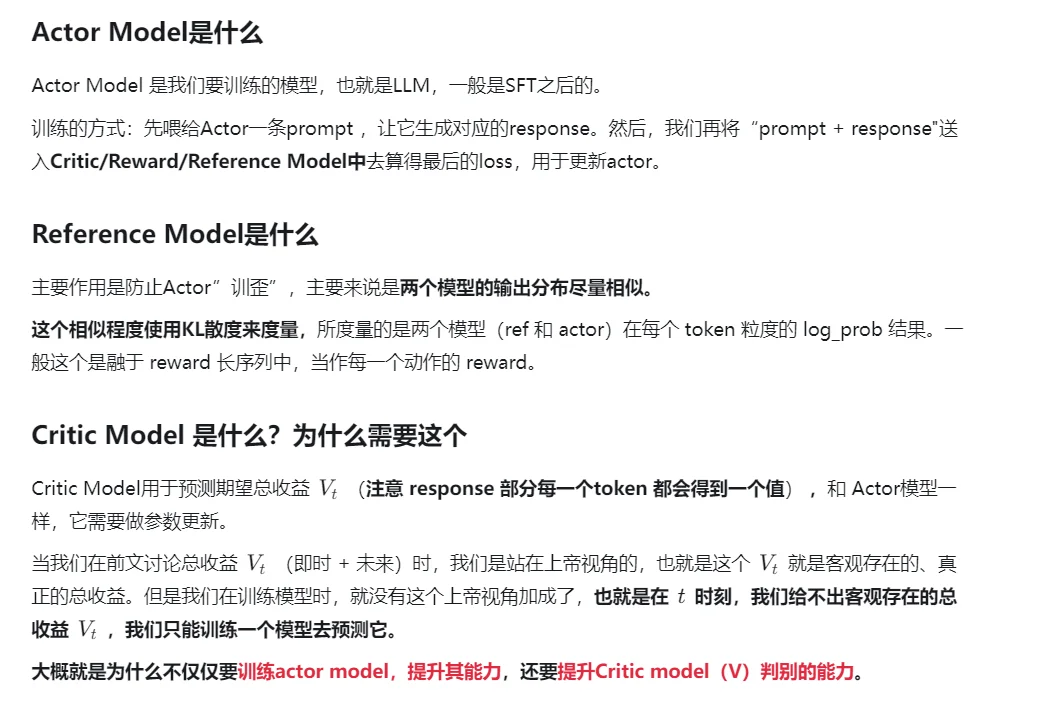 Actor Model是什么
Actor Model 是我们要训练的模型，也就是LLM，一般是SFT之后的。
训练的方式：先喂给Actor一条prompt ，让它生成对应的response。然后，我们再将“prompt + response"送
入Critic/Reward/Reference Model中去算得最后的loss，用于更新actor。
Reference Model是什么
主要作用是防止Actor”训歪”，主要来说是两个模型的输出分布尽量相似。
这个相似程度使用KL散度来度量，所度量的是两个模型（ref 和 actor）在每个 token 粒度的 log_prob 结果。一
般这个是融于 reward 长序列中，当作每一个动作的 reward。
Critic Model 是什么？为什么需要这个
Critic Model用于预测期望总收益 V_t （注意 response 部分每一个token 都会得到一个值） ，和 Actor模型一
样，它需要做参数更新。
当我们在前文讨论总收益 V_t （即时 + 未来）时，我们是站在上帝视角的，也就是这个 V_t 就是客观存在的、真
正的总收益。但是我们在训练模型时，就没有这个上帝视角加成了，也就是在 t 时刻，我们给不出客观存在的总
收益 V_t ，我们只能训练一个模型去预测它。
大概就是为什么不仅仅要训练actor model，提升其能力，还要提升Critic model（V）判别的能力。